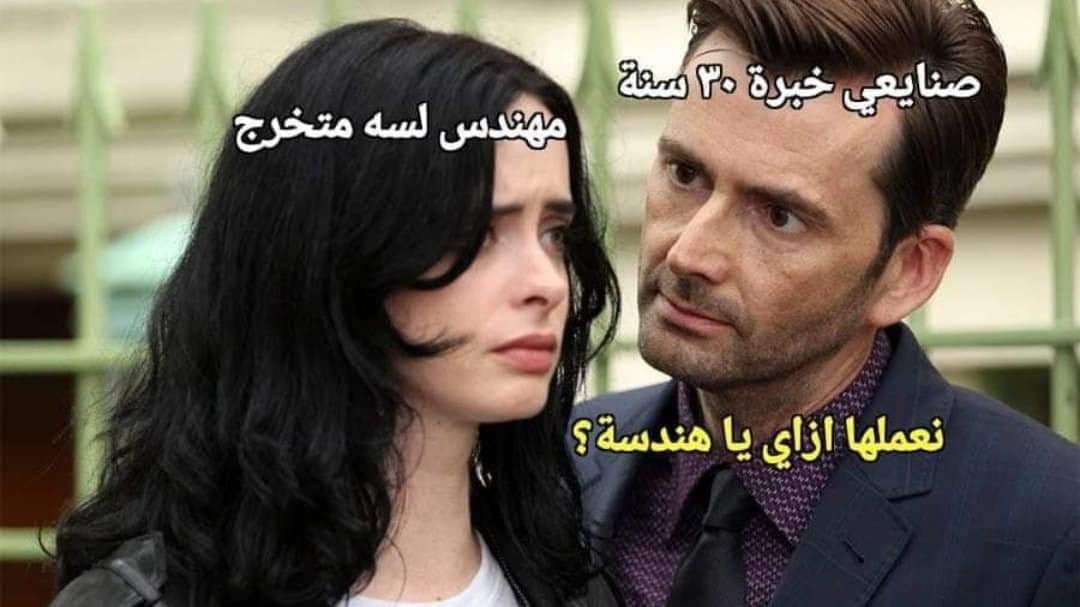 صنايعي خبرة ٣٠ سنة
مهندس لسه متخرج
نعملها ازاي يا هندسة؟